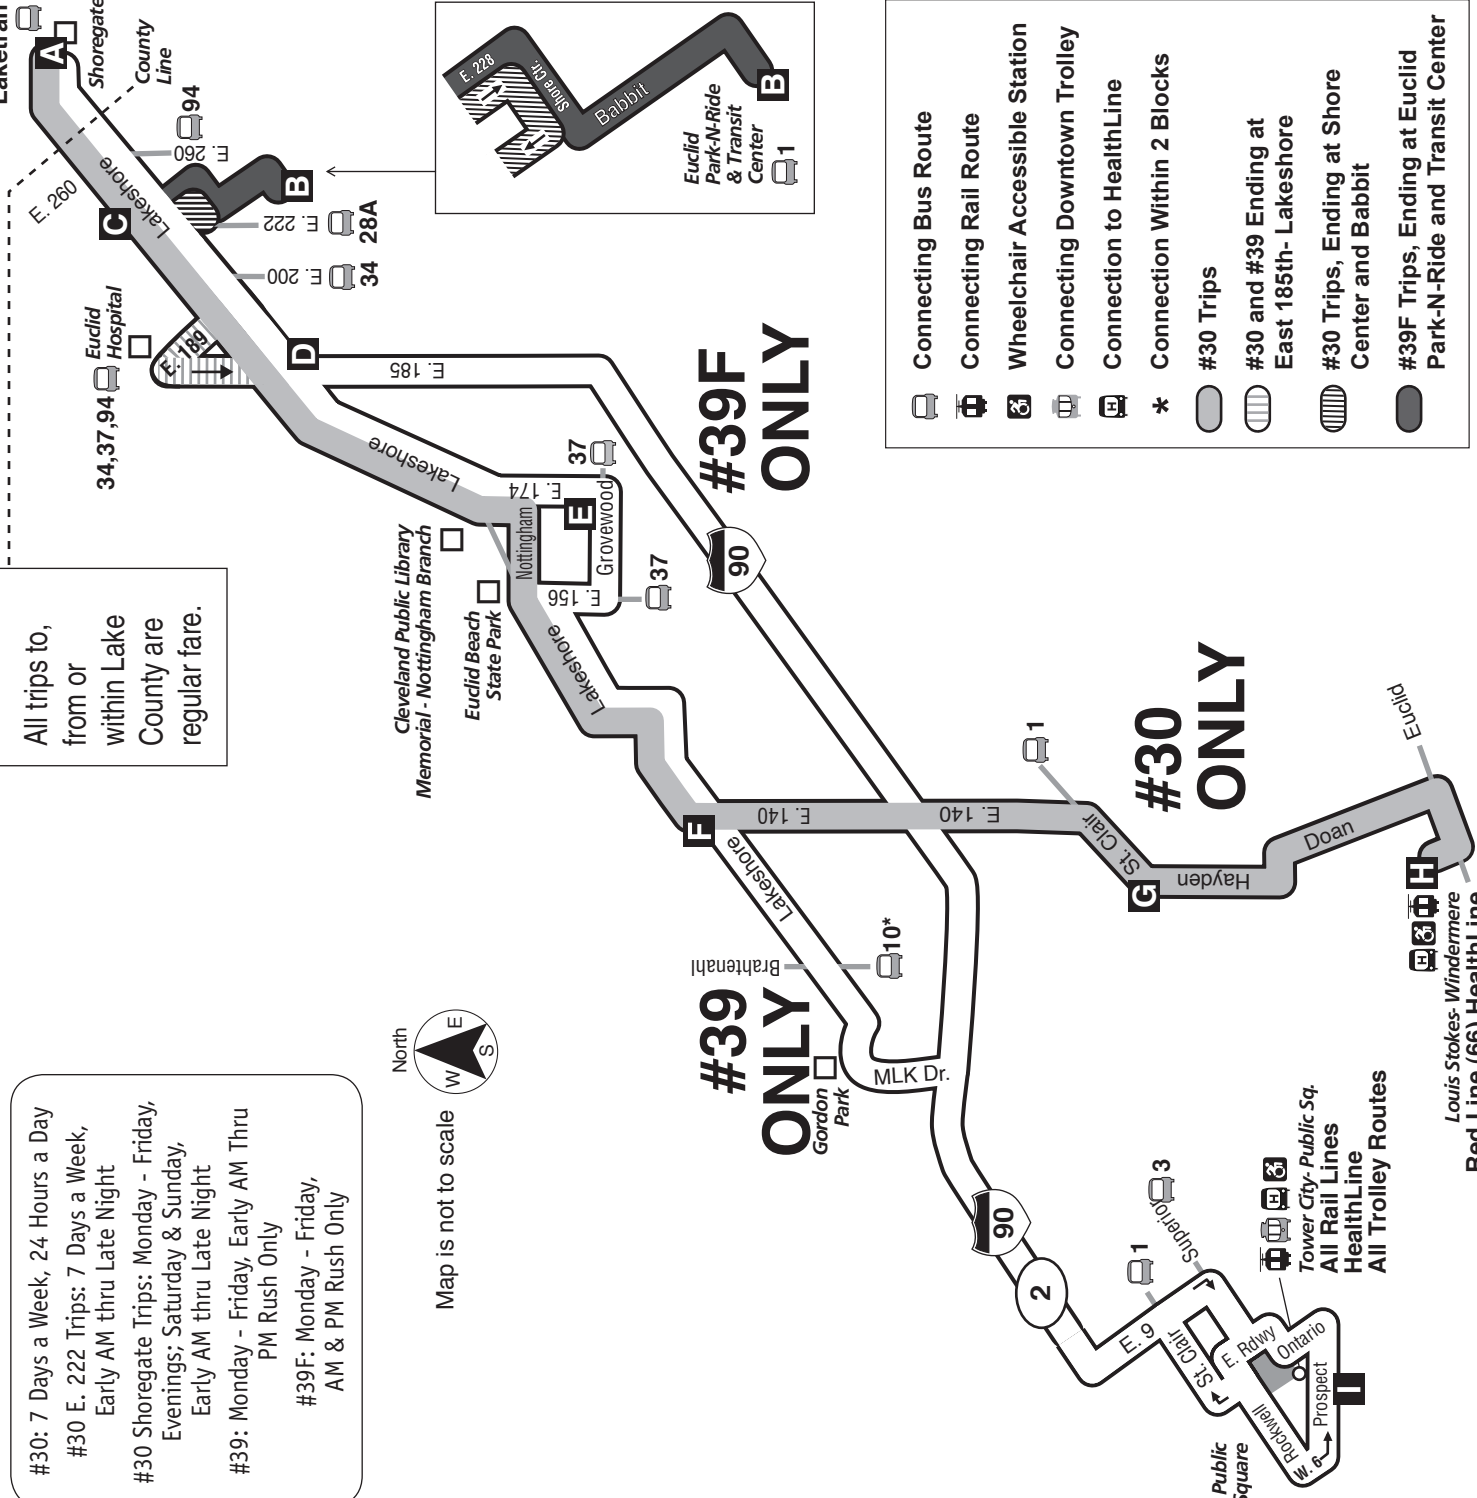 Laketran
A
Shoregate
County
Line
94
E. 260
E. 260
Lakeshore
C
B
E. 222
28A
E. 200
34
Euclid
Hospital
34,37,94
E. 189
D
E. 185
Lakeshore
E. 174
37
Nottingham
E
Grovewood
E. 156
37
Cleveland Public Library
Memorial - Nottingham Branch
Euclid Beach
State Park
Lakeshore
F
E. 140
E. 140
Lakeshore
#39F
ONLY
90
#30
ONLY
1
St. Clair
G
Hayden
Doan
Euclid
H
H
Louis Stokes- Windermere
Red Line (66) HealthLine
Brahtenahl
10*
#39
ONLY
Gordon
Park
MLK Dr.
90
2
3
Superior
1
E. 9
St. Clair
E. Rdwy
Ontario
Rockwell
Prospect
W. 6
I
Public
Square
H
Tower City- Public Sq.
All Rail Lines
HealthLine
All Trolley Routes
All trips to,
from or
within Lake
County are
regular fare.
E. 228
Shore Ctr.
Babbit
B
Euclid
Park-N-Ride
& Transit
Center
1
Connecting Bus Route
Connecting Rail Route
Wheelchair Accessible Station
Connecting Downtown Trolley
H Connection to HealthLine
* Connection Within 2 Blocks
#30 Trips
#30 and #39 Ending at
East 185th- Lakeshore
#30 Trips, Ending at Shore
Center and Babbit
#39F Trips, Ending at Euclid
Park-N-Ride and Transit Center
North
W
E
S
Map is not to scale
#30: 7 Days a Week, 24 Hours a Day
#30 E. 222 Trips: 7 Days a Week,
Early AM thru Late Night
#30 Shoregate Trips: Monday - Friday,
Evenings; Saturday & Sunday,
Early AM thru Late Night
#39: Monday - Friday, Early AM Thru
PM Rush Only
#39F: Monday - Friday,
AM & PM Rush Only